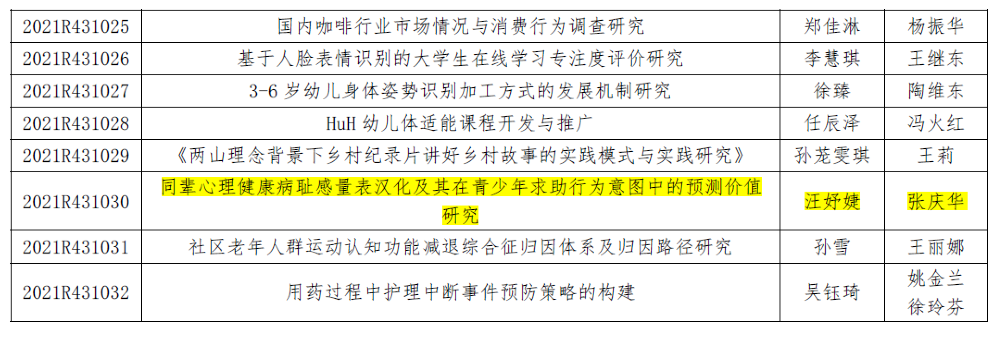 2021R431025 国内咖啡行业市场情况与消费行为调查研究 郑佳淋 杨振华
2021R431026 基于人脸表情识别的大学生在线学习专注度评价研究 李慧琪 王继东
2021R431027 3-6 岁幼儿身体姿势识别加工方式的发展机制研究 徐臻 陶维东
2021R431028 HuH 幼儿体适能课程开发与推广 任辰泽 冯火红
2021R431029 《两山理念背景下乡村纪录片讲好乡村故事的实践模式与实践研究》 孙茏雯琪 王莉
2021R431030 同辈心理健康病耻感量表汉化及其在青少年求助行为意图中的预测价值
研究 汪妤婕 张庆华
2021R431031 社区老年人群运动认知功能减退综合征归因体系及归因路径研究 孙雪 王丽娜
2021R431032 用药过程中护理中断事件预防策略的构建 吴钰琦 姚金兰
徐玲芬